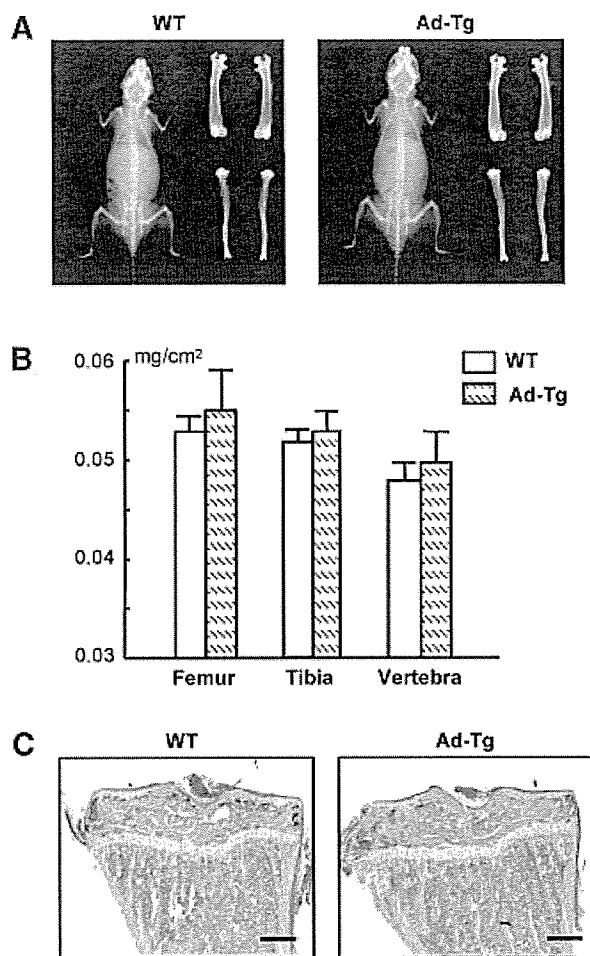 A
WT
Ad-Tg
B
mg/cm²
0.06
0.05
0.04
0.03
WT
Ad-Tg
Femur
Tibia
Vertebra
C
WT
Ad-Tg